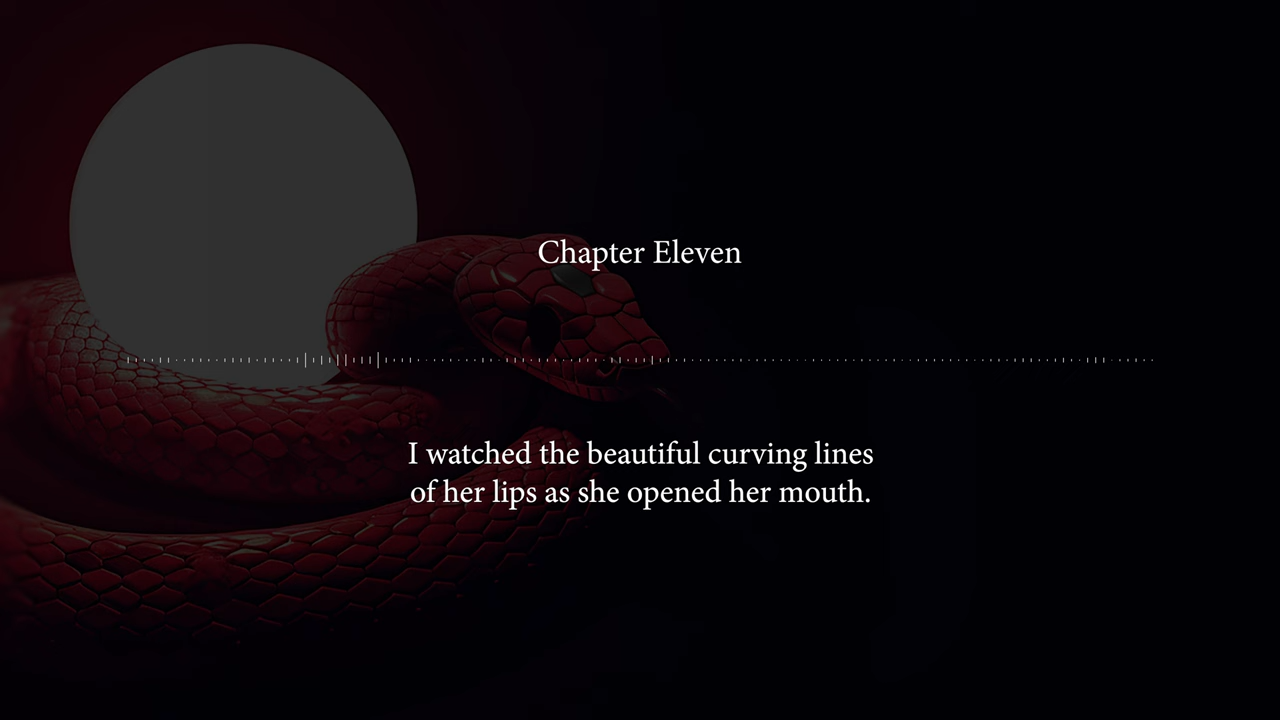 Chapter Eleven
I watched the beautiful curving lines
of her lips as she opened her mouth.